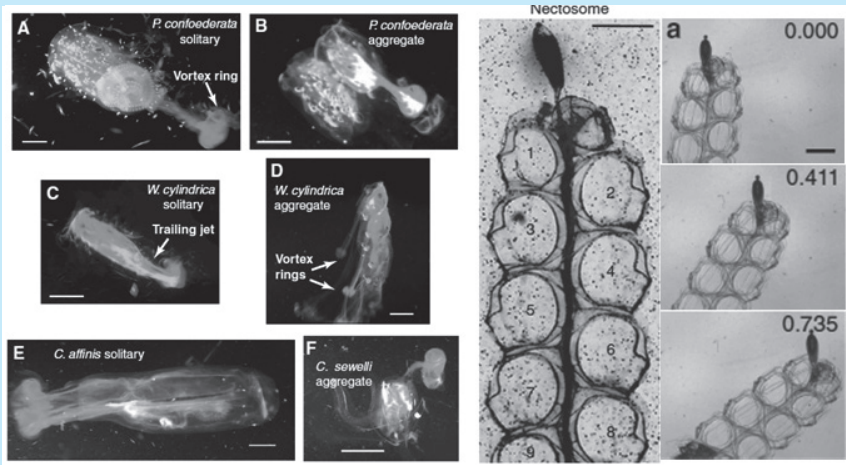 A
P. confoederata
solitary
Vortex ring
B
P. confoederata
aggregate
C
W. cylindrica
solitary
Trailing jet
D
W. cylindrica
aggregate
Vortex
rings
E
C. affinis solitary
F
C. sewelli
aggregate
Nectosome
1
2
3
4
5
6
7
8
9
a
0.000
0.411
0.735